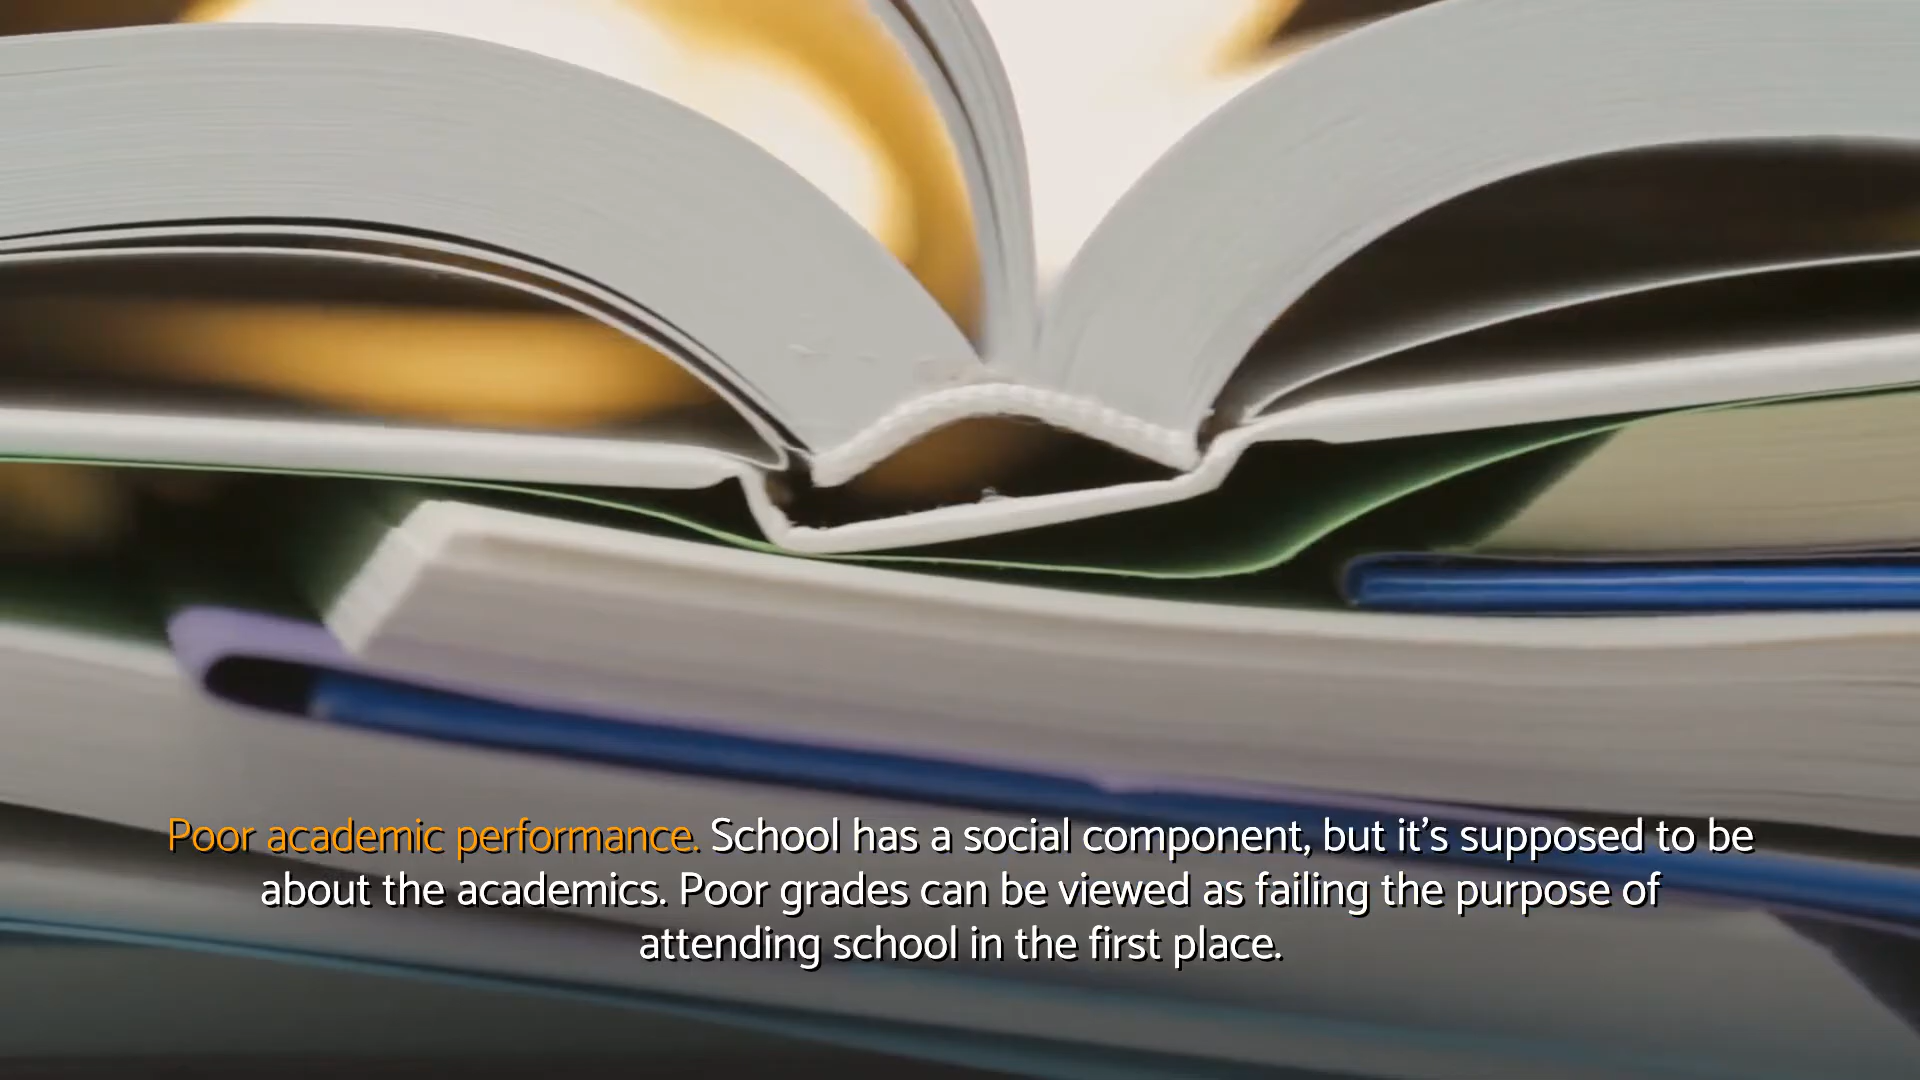 Poor academic performance. School has a social component, but it's supposed to be
about the academics. Poor grades can be viewed as failing the purpose of
attending school in the first place.